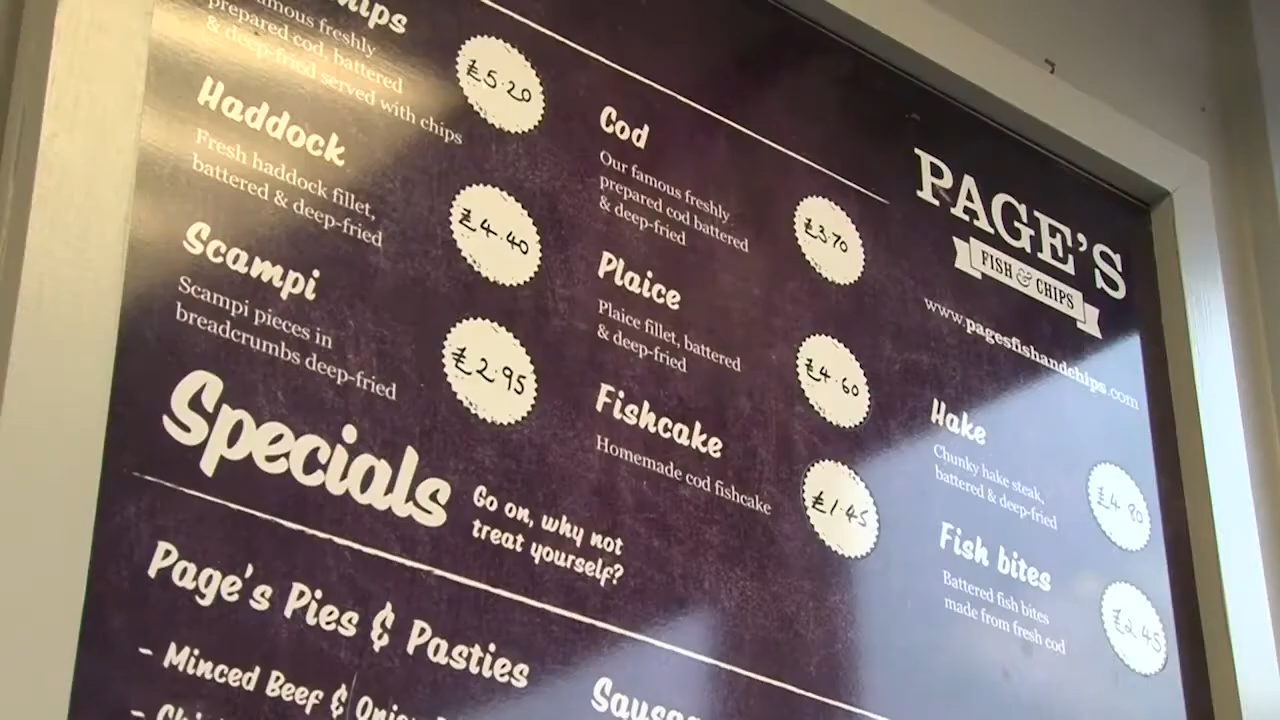 famous freshly
prepared cod, battered
& deep-fried served with chips
£5.20
Haddock
Fresh haddock fillet,
battered & deep-fried
£4.40
Scampi
Scampi pieces in
breadcrumbs deep-fried
£2.95
Cod
Our famous freshly
prepared cod battered
& deep-fried
£3.70
Plaice
Plaice fillet, battered
& deep-fried
£4.60
Fishcake
Homemade cod fishcake
£1.45
PAGE'S
FISH & CHIPS
www.pagesfishandchips.com
Hake
Chunky hake steak,
battered & deep-fried
£4.80
Fish bites
Battered fish bites
made from fresh cod
£2.45
Specials
Go on, why not
treat yourself?
Page's Pies & Pasties
- Minced Beef &